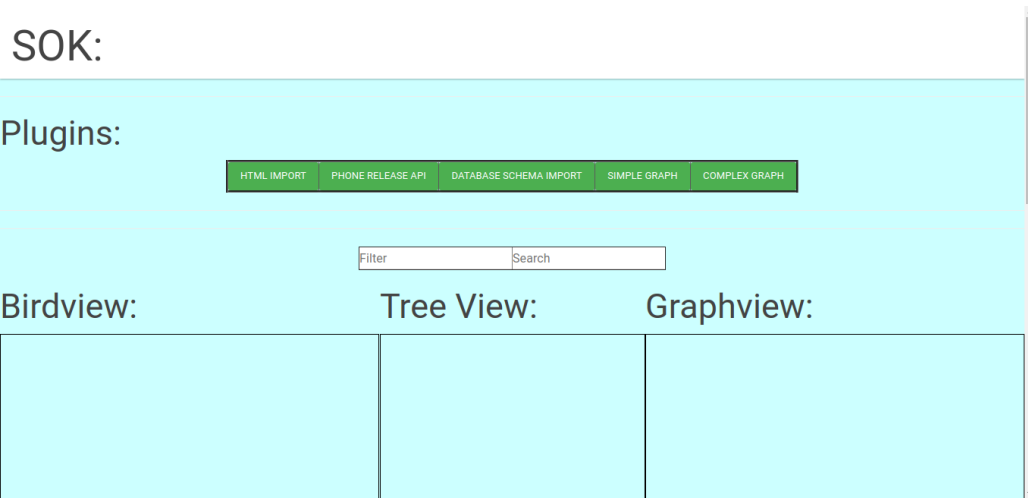 SOK:
Plugins:
HTML IMPORT PHONE RELEASE API DATABASE SCHEMA IMPORT SIMPLE GRAPH COMPLEX GRAPH
Filter Search
Birdview: Tree View: Graphview: